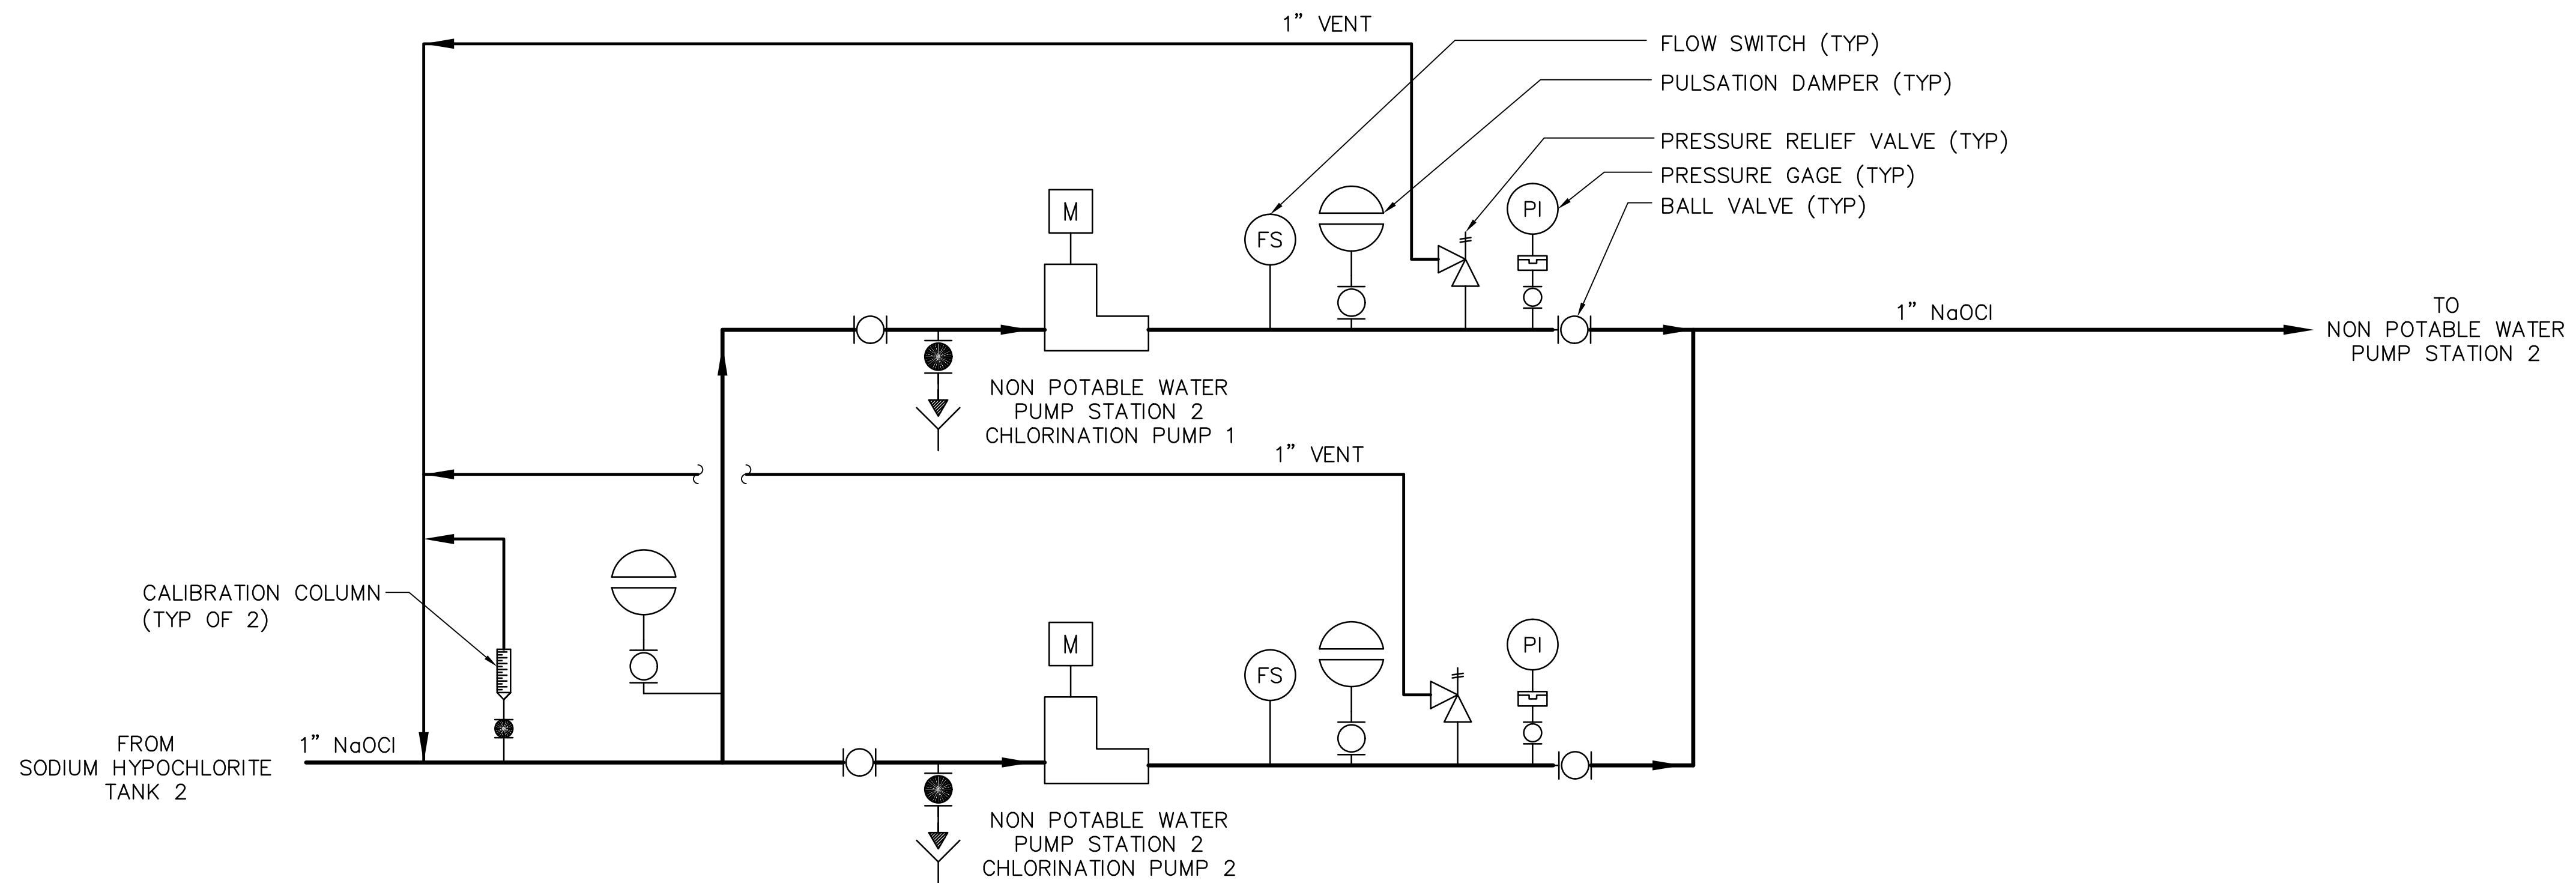 1" VENT
FLOW SWITCH (TYP)
PULSATION DAMPER (TYP)
PRESSURE RELIEF VALVE (TYP)
PRESSURE GAGE (TYP)
BALL VALVE (TYP)
M
FS
PI
1" NaOCl
TO
NON POTABLE WATER
PUMP STATION 2
NON POTABLE WATER
PUMP STATION 2
CHLORINATION PUMP 1
1" VENT
CALIBRATION COLUMN
(TYP OF 2)
M
FS
PI
FROM
SODIUM HYPOCHLORITE
TANK 2
1" NaOCl
NON POTABLE WATER
PUMP STATION 2
CHLORINATION PUMP 2